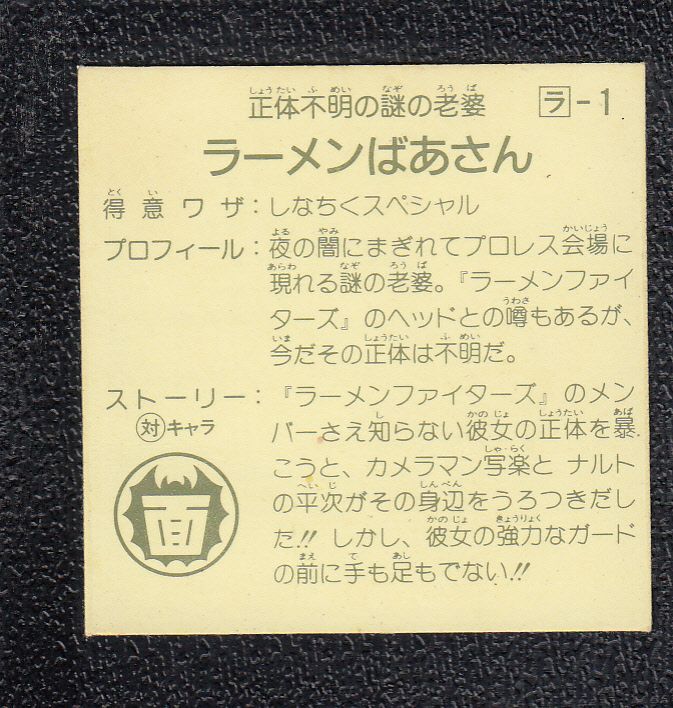 正体不明の謎の老婆 ラ-1
ラーメンばあさん
得意ワザ：しなちくスペシャル
プロフィール：夜の闇にまぎれてプロレス会場に
現れる謎の老婆。『ラーメンファイ
ターズ』のヘッドとの噂もあるが、
今だその正体は不明だ。
ストーリー：『ラーメンファイターズ』のメン
対キャラ
バーさえ知らない彼女の正体を暴
こうと、カメラマン写楽と ナルト
の平次がその身辺をうろつきだし
た!! しかし、彼女の強力なガード
の前に手も足もでない!!